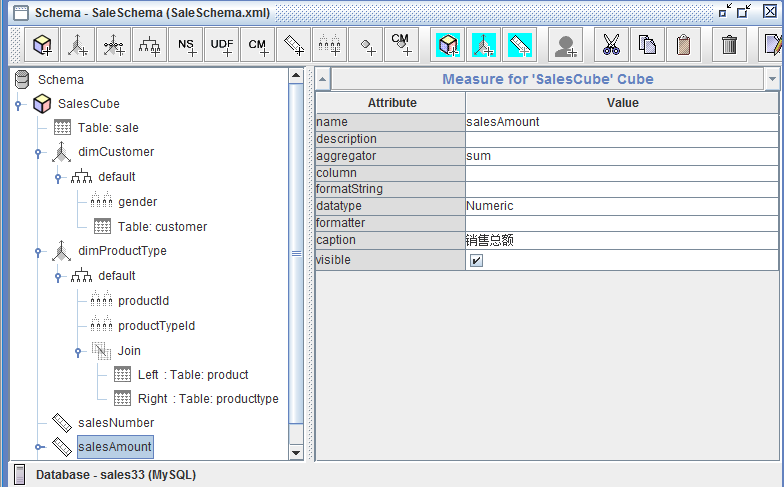 Schema - SaleSchema (SaleSchema.xml)
NS UDF CM CM
Schema
SalesCube
Table: sale
dimCustomer
default
gender
Table: customer
dimProductType
default
productId
productTypeId
Join
Left : Table: product
Right : Table: producttype
salesNumber
salesAmount
Measure for 'SalesCube' Cube
Attribute Value
name salesAmount
description
aggregator sum
column
formatString
datatype Numeric
formatter
caption 销售总额
visible
Database - sales33 (MySQL)